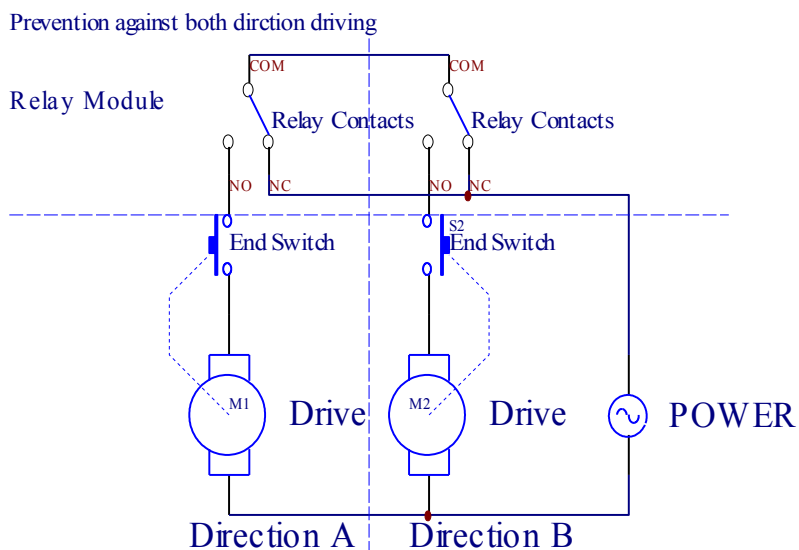 Prevention against both dirction driving
COM
COM
Relay Module
Relay Contacts
Relay Contacts
NO
NC
NO
NC
End Switch
S2
End Switch
M1
Drive
M2
Drive
POWER
Direction A
Direction B